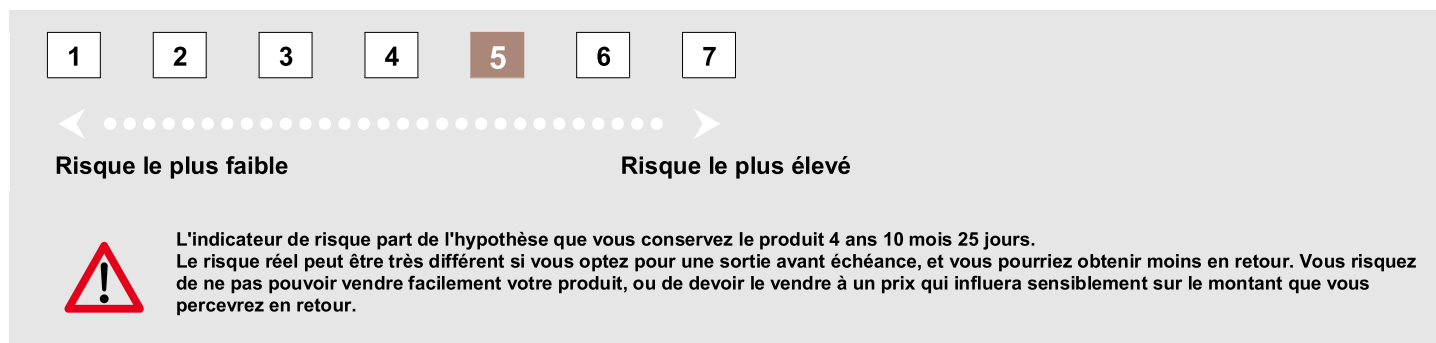 1 2 3 4 5 6 7
Risque le plus faible Risque le plus élevé
L'indicateur de risque part de l'hypothèse que vous conservez le produit 4 ans 10 mois 25 jours.
Le risque réel peut être très différent si vous optez pour une sortie avant échéance, et vous pourriez obtenir moins en retour. Vous risquez
de ne pas pouvoir vendre facilement votre produit, ou de devoir le vendre à un prix qui influera sensiblement sur le montant que vous
percevrez en retour.